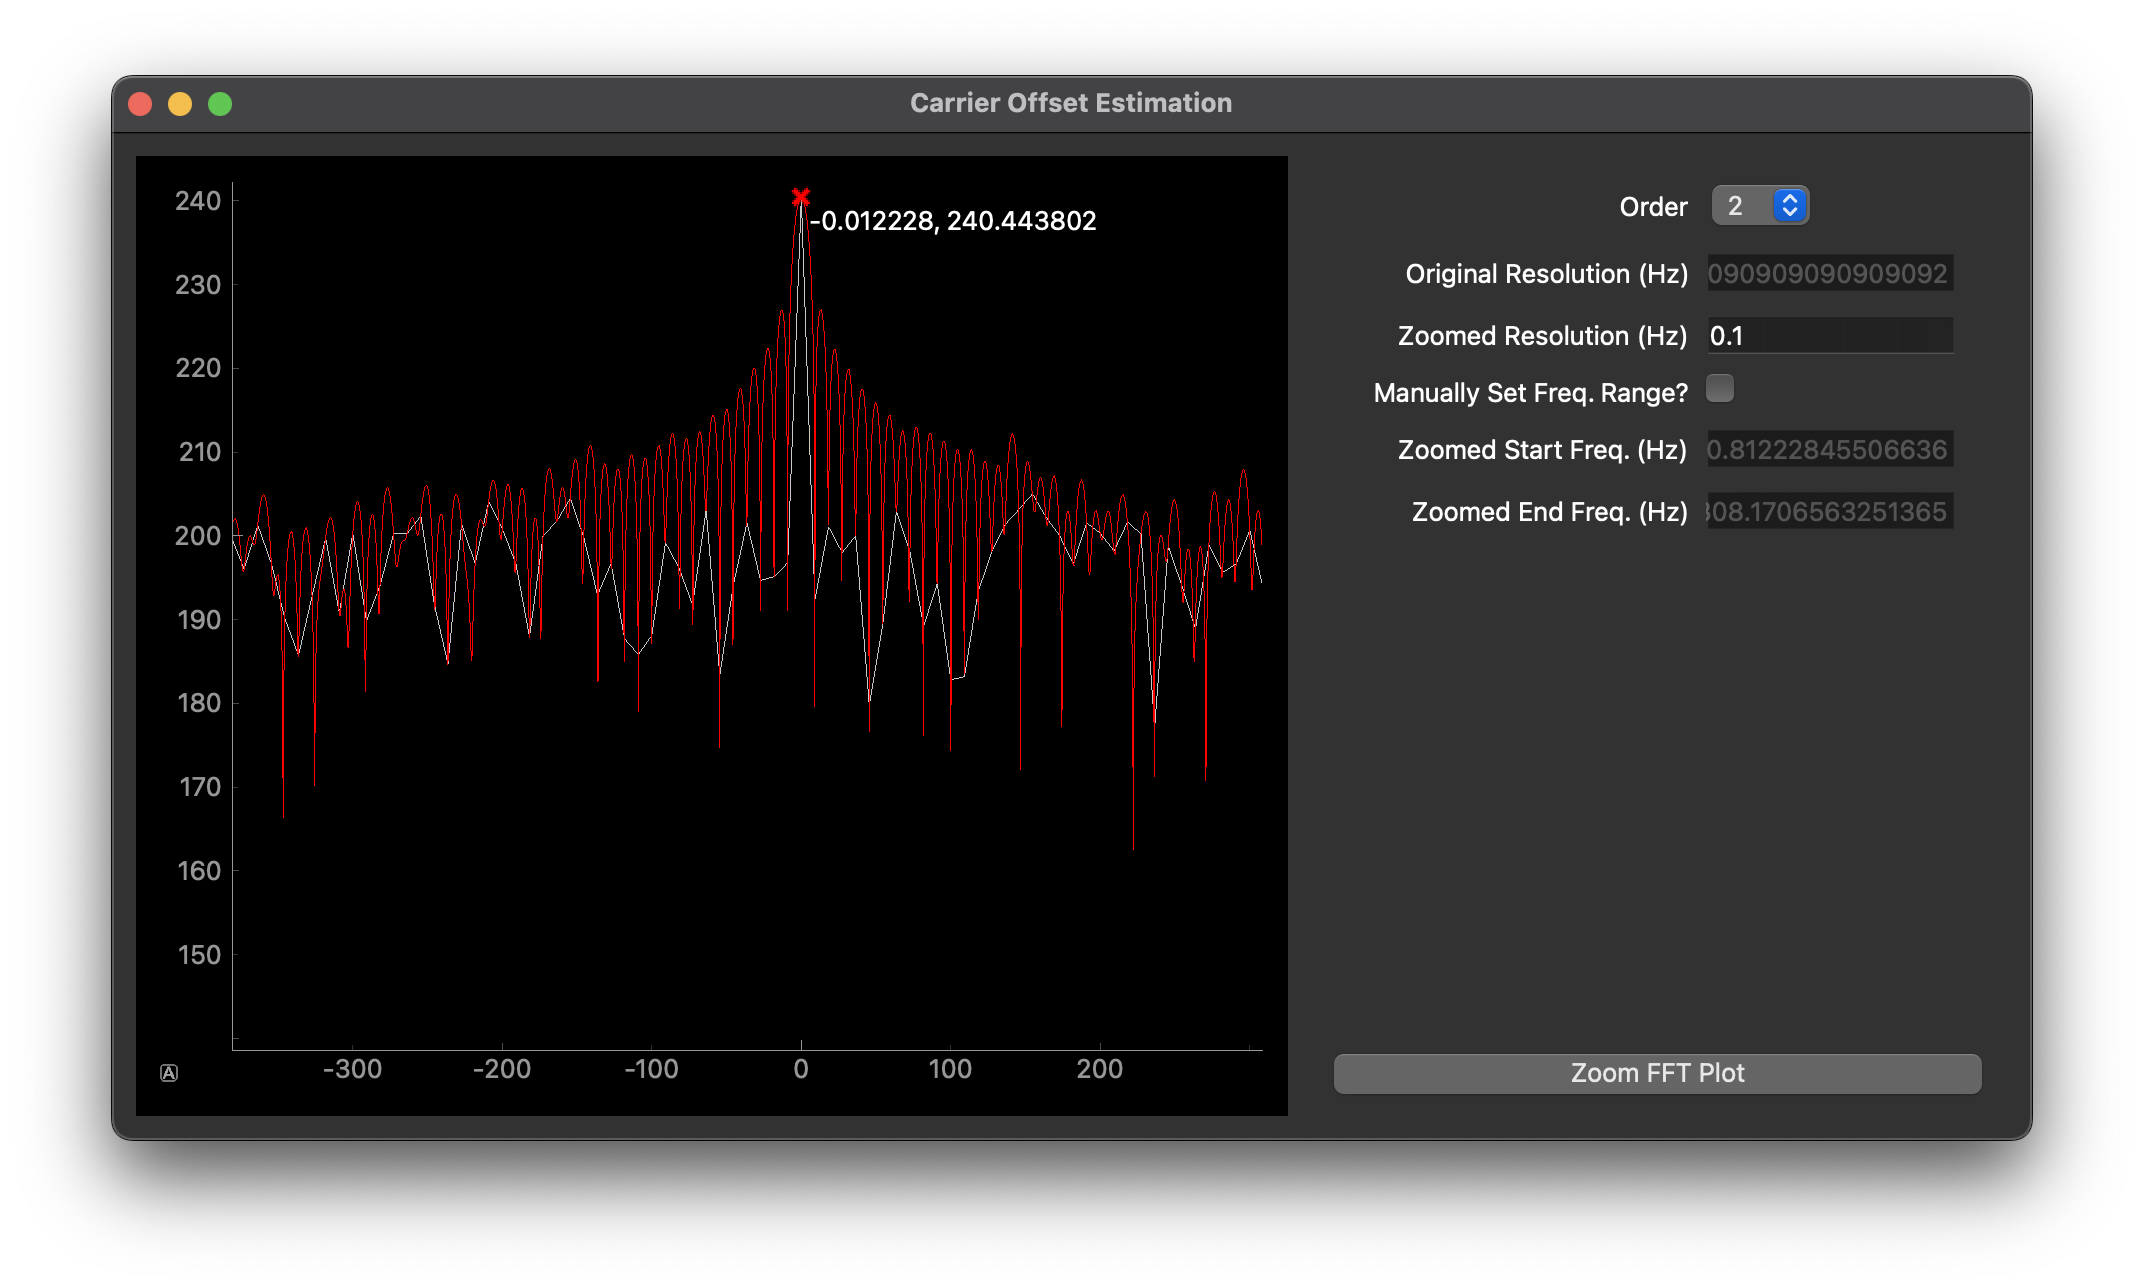 Carrier Offset Estimation
240
230
220
210
200
190
180
170
160
150
-0.012228, 240.443802
-300 -200 -100 0 100 200
A
Order 2
Original Resolution (Hz) 090909090909092
Zoomed Resolution (Hz) 0.1
Manually Set Freq. Range?
Zoomed Start Freq. (Hz) 0.81222845506636
Zoomed End Freq. (Hz) 308.1706563251365
Zoom FFT Plot